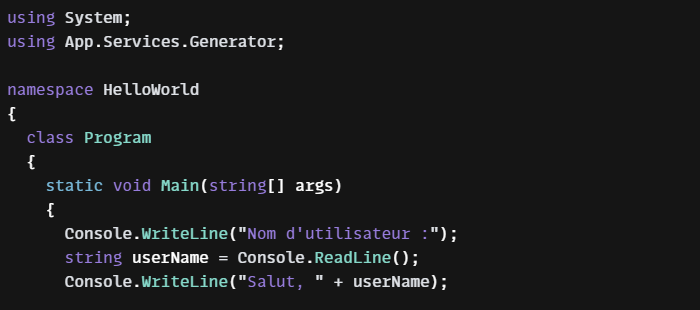 using System;
using App.Services.Generator;
namespace HelloWorld
{
class Program
{
static void Main(string[] args)
{
Console.WriteLine("Nom d'utilisateur :");
string userName = Console.ReadLine();
Console.WriteLine("Salut, " + userName);